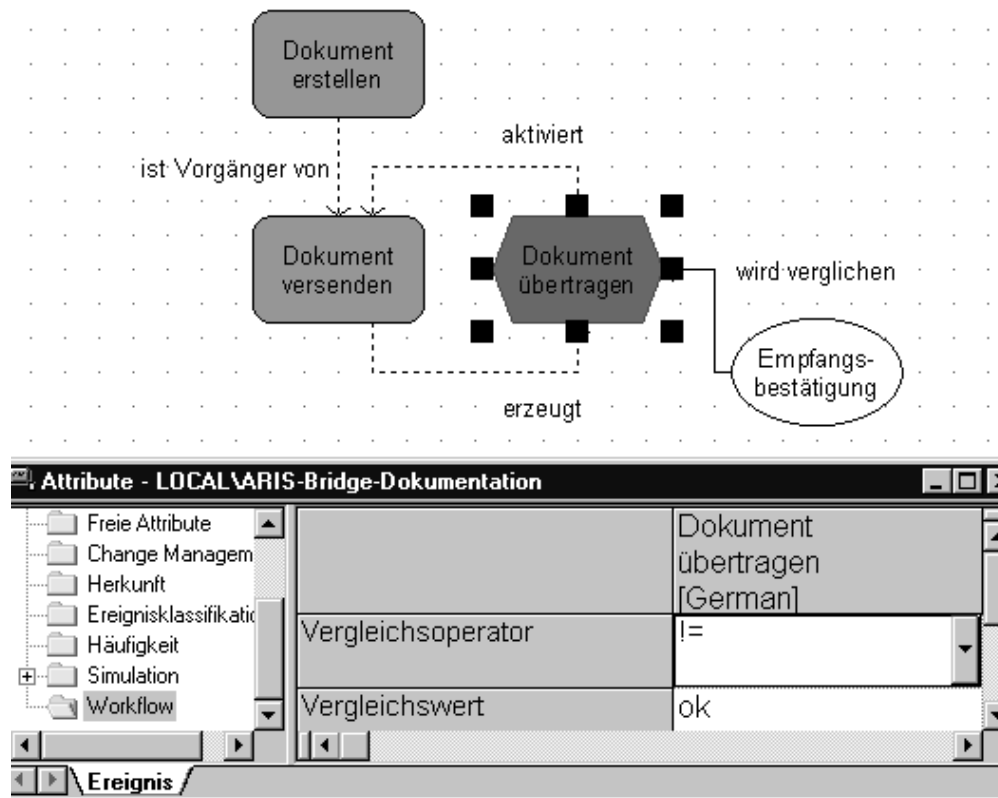 Dokument
erstellen
aktiviert
ist Vorgänger von
Dokument
versenden
Dokument
übertragen
wird verglichen
Empfangs-
bestätigung
erzeugt
Attribute - LOCAL\ARIS-Bridge-Dokumentation
Freie Attribute
Change Managem
Herkunft
Ereignisklassifikatio
Häufigkeit
Simulation
Workflow
Dokument
übertragen
[German]
Vergleichsoperator
!=
Vergleichswert
ok
Ereignis